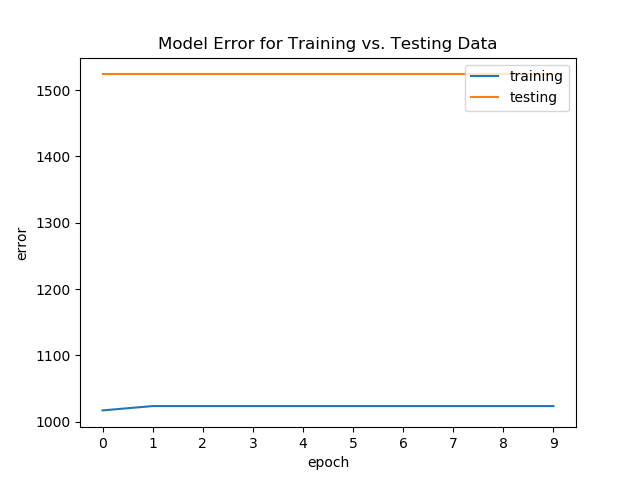 Model Error for Training vs. Testing Data
training
testing
1500
1400
1300
1200
1100
1000
error
0 1 2 3 4 5 6 7 8 9
epoch